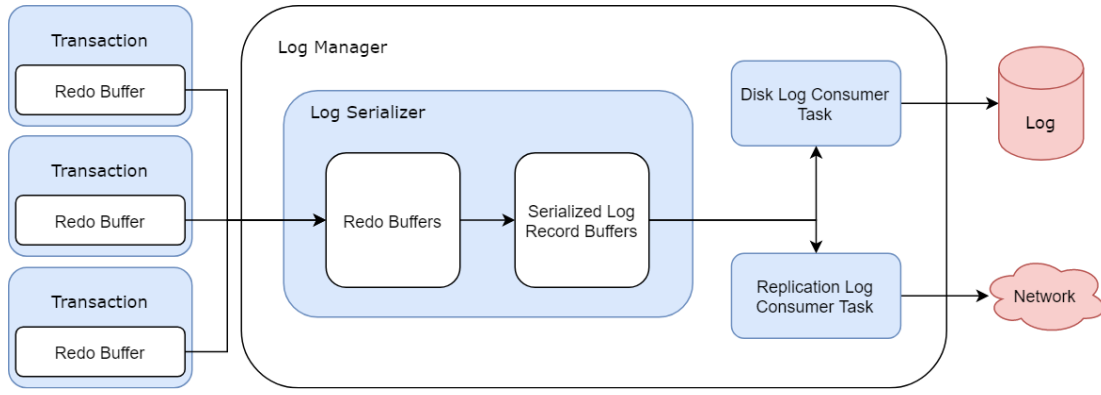 Transaction
Redo Buffer
Transaction
Redo Buffer
Transaction
Redo Buffer
Log Manager
Log Serializer
Redo Buffers
Serialized Log
Record Buffers
Disk Log Consumer
Task
Replication Log
Consumer Task
Log
Network